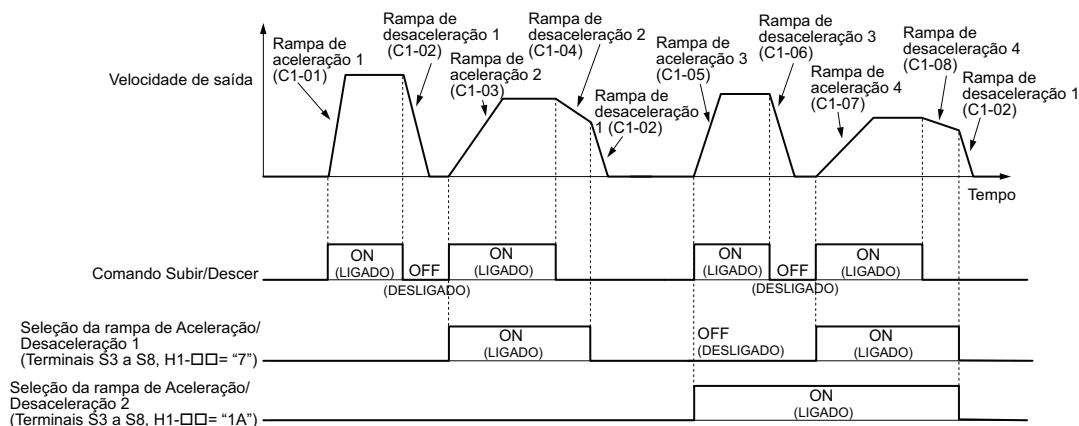 Rampa de
aceleração 1
(C1-01)
Rampa de
desaceleração 1
(C1-02)
Rampa de
aceleração 2
(C1-03)
Rampa de
desaceleração 2
(C1-04)
Rampa de
desaceleração
1 (C1-02)
Rampa de
aceleração 3
(C1-05)
Rampa de
desaceleração 3
(C1-06)
Rampa de
aceleração 4
(C1-07)
Rampa de
desaceleração 4
(C1-08)
Rampa de
desaceleração 1
(C1-02)
Velocidade de saída
Tempo
Comando Subir/Descer
ON
(LIGADO)
OFF
(DESLIGADO)
ON
(LIGADO)
ON
(LIGADO)
OFF
(DESLIGADO)
ON
(LIGADO)
Seleção da rampa de Aceleração/
Desaceleração 1
(Terminais S3 a S8, H1-□□= “7”)
ON
(LIGADO)
OFF
(DESLIGADO)
ON
(LIGADO)
Seleção da rampa de Aceleração/
Desaceleração 2
(Terminais S3 a S8, H1-□□= “1A”)
ON
(LIGADO)